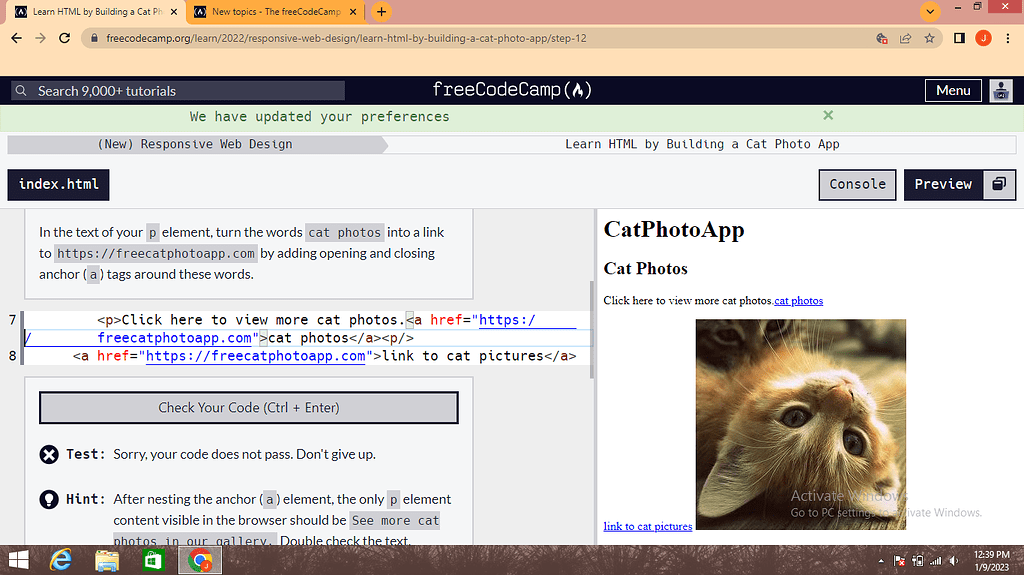 Learn HTML by Building a Cat Ph
New topics - The freeCodeCamp
freecodecamp.org/learn/2022/responsive-web-design/learn-html-by-building-a-cat-photo-app/step-12
J
Search 9,000+ tutorials
freeCodeCamp
Menu
We have updated your preferences
(New) Responsive Web Design
Learn HTML by Building a Cat Photo App
index.html
Console
Preview
In the text of your p element, turn the words cat photos into a link
to https://freecatphotoapp.com by adding opening and closing
anchor (a) tags around these words.
7 <p>Click here to view more cat photos.<a href="https:/
/freecatphotoapp.com">cat photos</a><p/>
8 <a href="https://freecatphotoapp.com">link to cat pictures</a>
Check Your Code (Ctrl + Enter)
Test: Sorry, your code does not pass. Don't give up.
Hint: After nesting the anchor (a) element, the only p element
content visible in the browser should be See more cat
photos in our gallery. Double check the text,
CatPhotoApp
Cat Photos
Click here to view more cat photos.cat photos
link to cat pictures
Activate Windows
Go to PC settings to activate Windows.
12:39 PM
1/9/2023